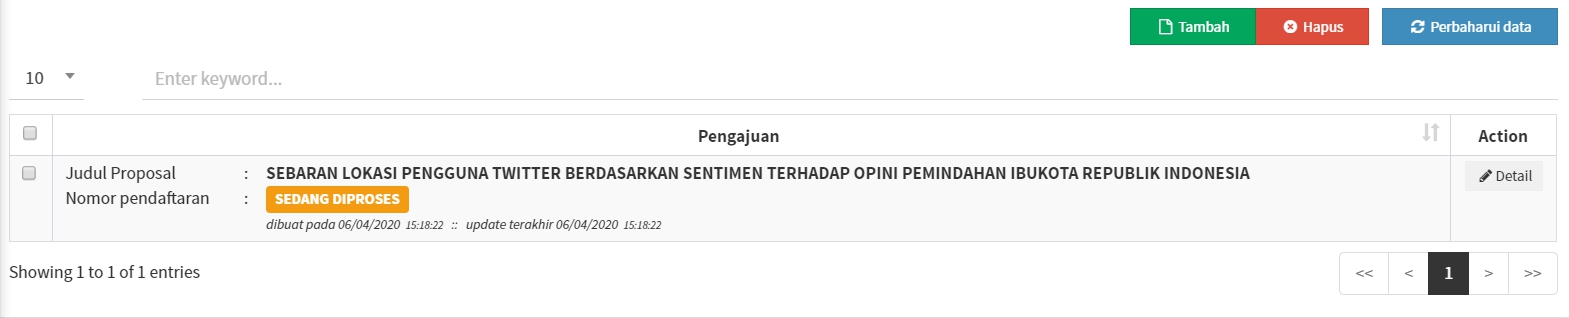 Tambah Hapus Perbaharui data
10 Enter keyword...
Pengajuan Action
Judul Proposal : SEBARAN LOKASI PENGGUNA TWITTER BERDASARKAN SENTIMEN TERHADAP OPINI PEMINDAHAN IBUKOTA REPUBLIK INDONESIA Detail
Nomor pendaftaran : SEDANG DIPROSES
dibuat pada 06/04/2020 15:18:22 :: update terakhir 06/04/2020 15:18:22
Showing 1 to 1 of 1 entries << < 1 > >>